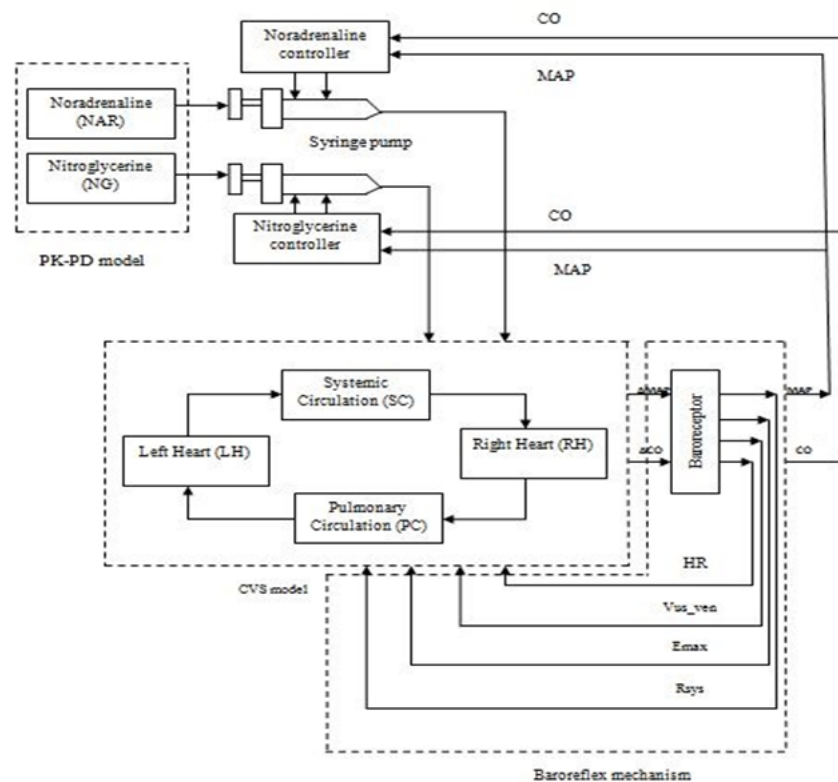 CO
Noradrenaline
controller
MAP
Noradrenaline
(NAR)
Syringe pump
Nitroglycerine
(NG)
CO
Nitroglycerine
controller
PK-PD model
MAP
Systemic
Circulation (SC)
ΔMAP
MAP
Baroreceptor
Left Heart (LH)
Right Heart (RH)
ΔCO
CO
Pulmonary
Circulation (PC)
HR
CVS model
Vus_ven
Emax
Rsys
Baroreflex mechanism